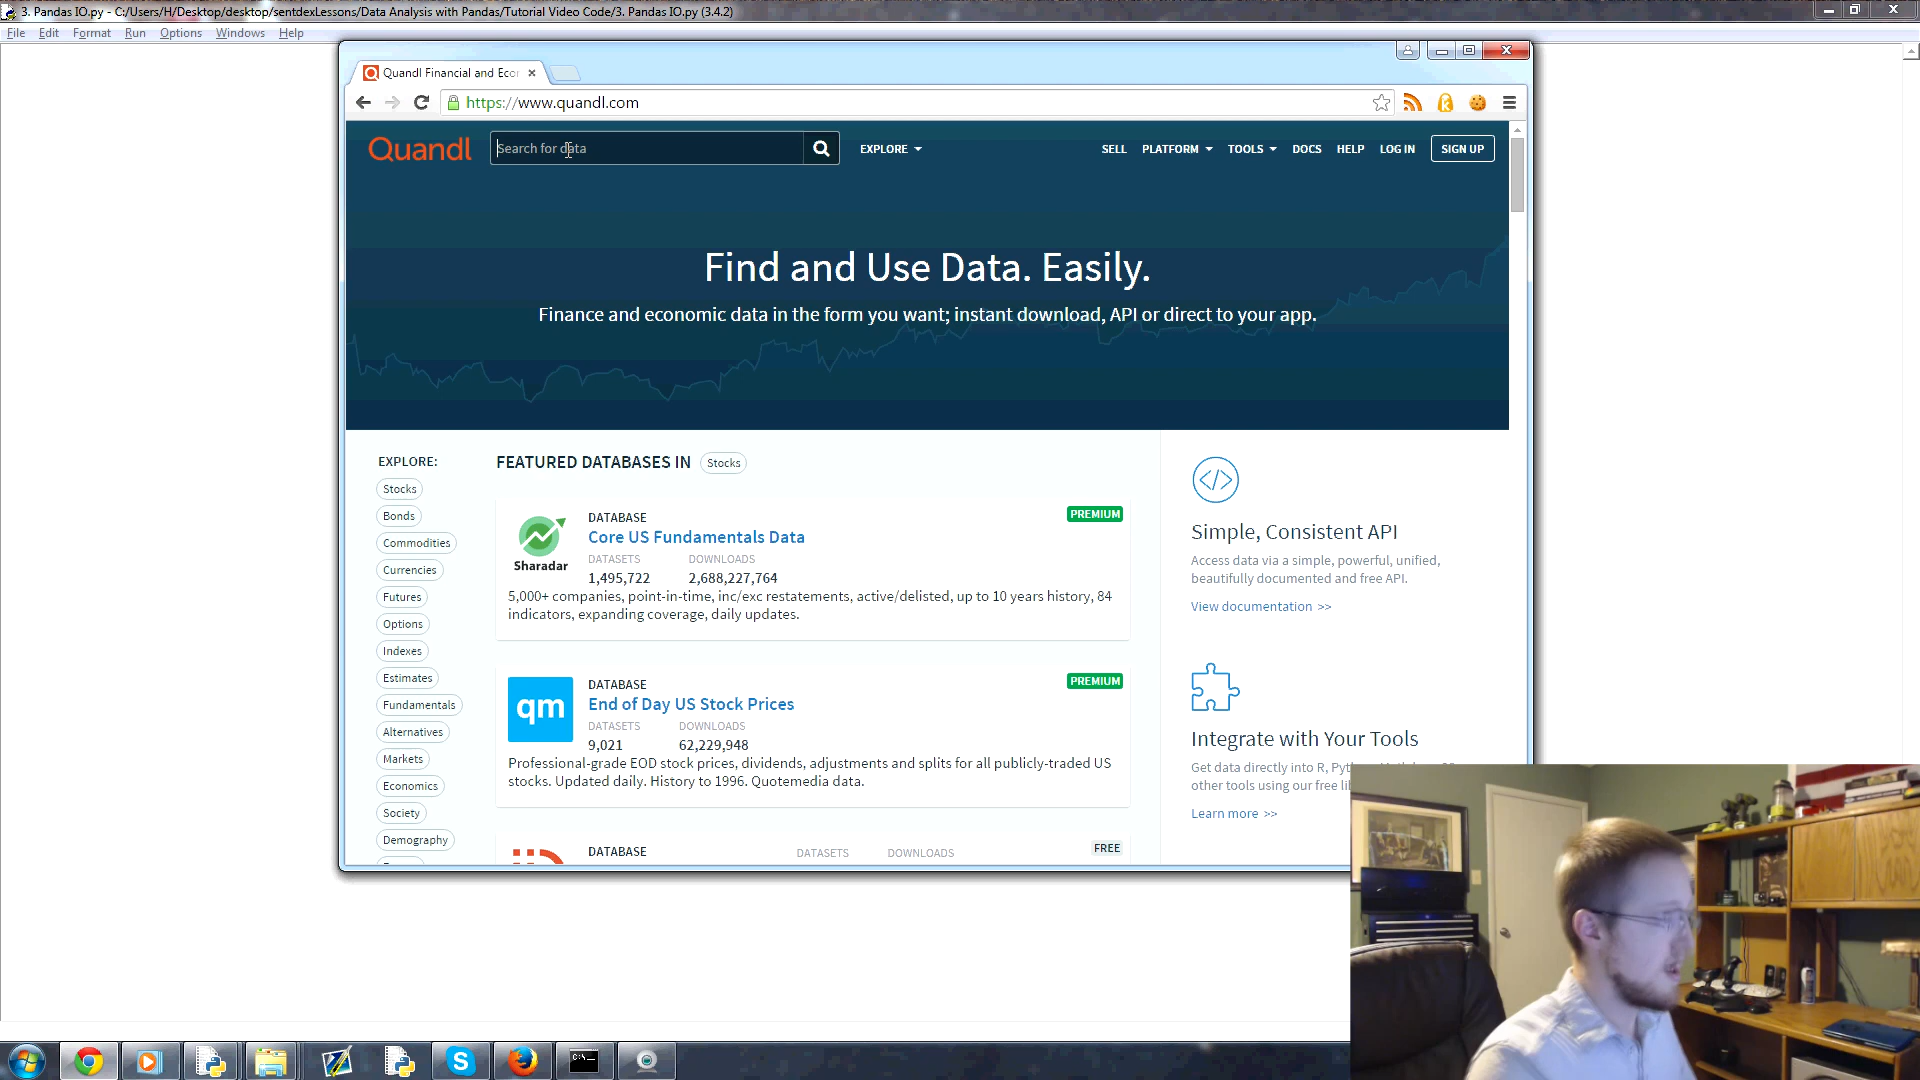 3. Pandas IO.py - C:/Users/H/Desktop/desktop/sentdexLessons/Data Analysis with Pandas/Tutorial Video Code/3. Pandas IO.py (3.4.2)
File Edit Format Run Options Windows Help
Quandl Financial and Eco
https://www.quandl.com
Quandl Search for data EXPLORE SELL PLATFORM TOOLS DOCS HELP LOG IN SIGN UP
Find and Use Data. Easily.
Finance and economic data in the form you want; instant download, API or direct to your app.
EXPLORE:
Stocks
Bonds
Commodities
Currencies
Futures
Options
Indexes
Estimates
Fundamentals
Alternatives
Markets
Economics
Society
Demography
FEATURED DATABASES IN Stocks
Sharadar
DATABASE PREMIUM
Core US Fundamentals Data
DATASETS DOWNLOADS
1,495,722 2,688,227,764
5,000+ companies, point-in-time, inc/exc restatements, active/delisted, up to 10 years history, 84
indicators, expanding coverage, daily updates.
qm
DATABASE PREMIUM
End of Day US Stock Prices
DATASETS DOWNLOADS
9,021 62,229,948
Professional-grade EOD stock prices, dividends, adjustments and splits for all publicly-traded US
stocks. Updated daily. History to 1996. Quotemedia data.
DATABASE DATASETS DOWNLOADS FREE
Simple, Consistent API
Access data via a simple, powerful, unified,
beautifully documented and free API.
View documentation >>
Integrate with Your Tools
Get data directly into R,
other tools using our free
Learn more >>